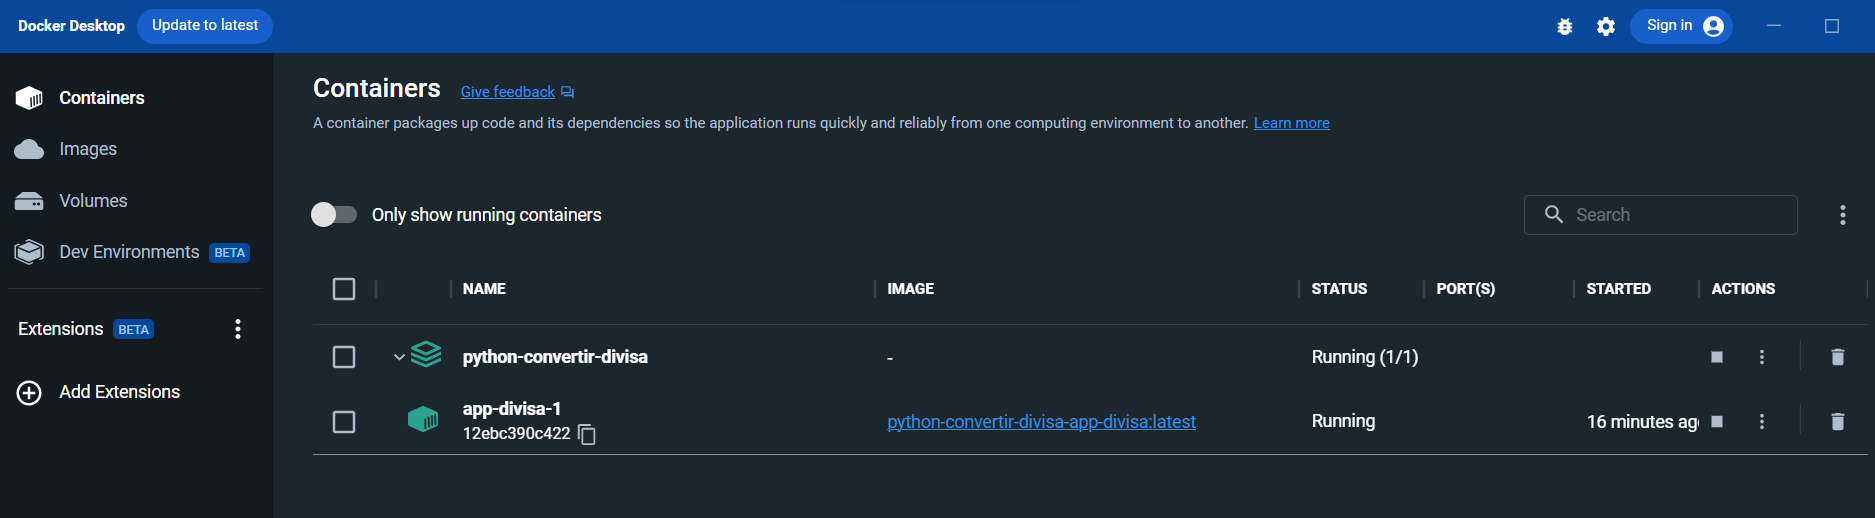 Docker Desktop Update to latest Sign in
Containers
Images
Volumes
Dev Environments BETA
Extensions BETA
Add Extensions
Containers Give feedback
A container packages up code and its dependencies so the application runs quickly and reliably from one computing environment to another. Learn more
Only show running containers Search
NAME IMAGE STATUS PORT(S) STARTED ACTIONS
python-convertir-divisa - Running (1/1)
app-divisa-1
12ebc390c422 python-convertir-divisa-app-divisa:latest Running 16 minutes ag